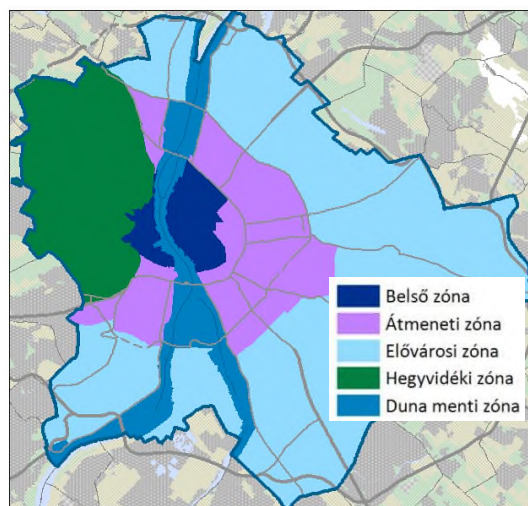 Belső zóna
Átmeneti zóna
Elővárosi zóna
Hegyvidéki zóna
Duna menti zóna